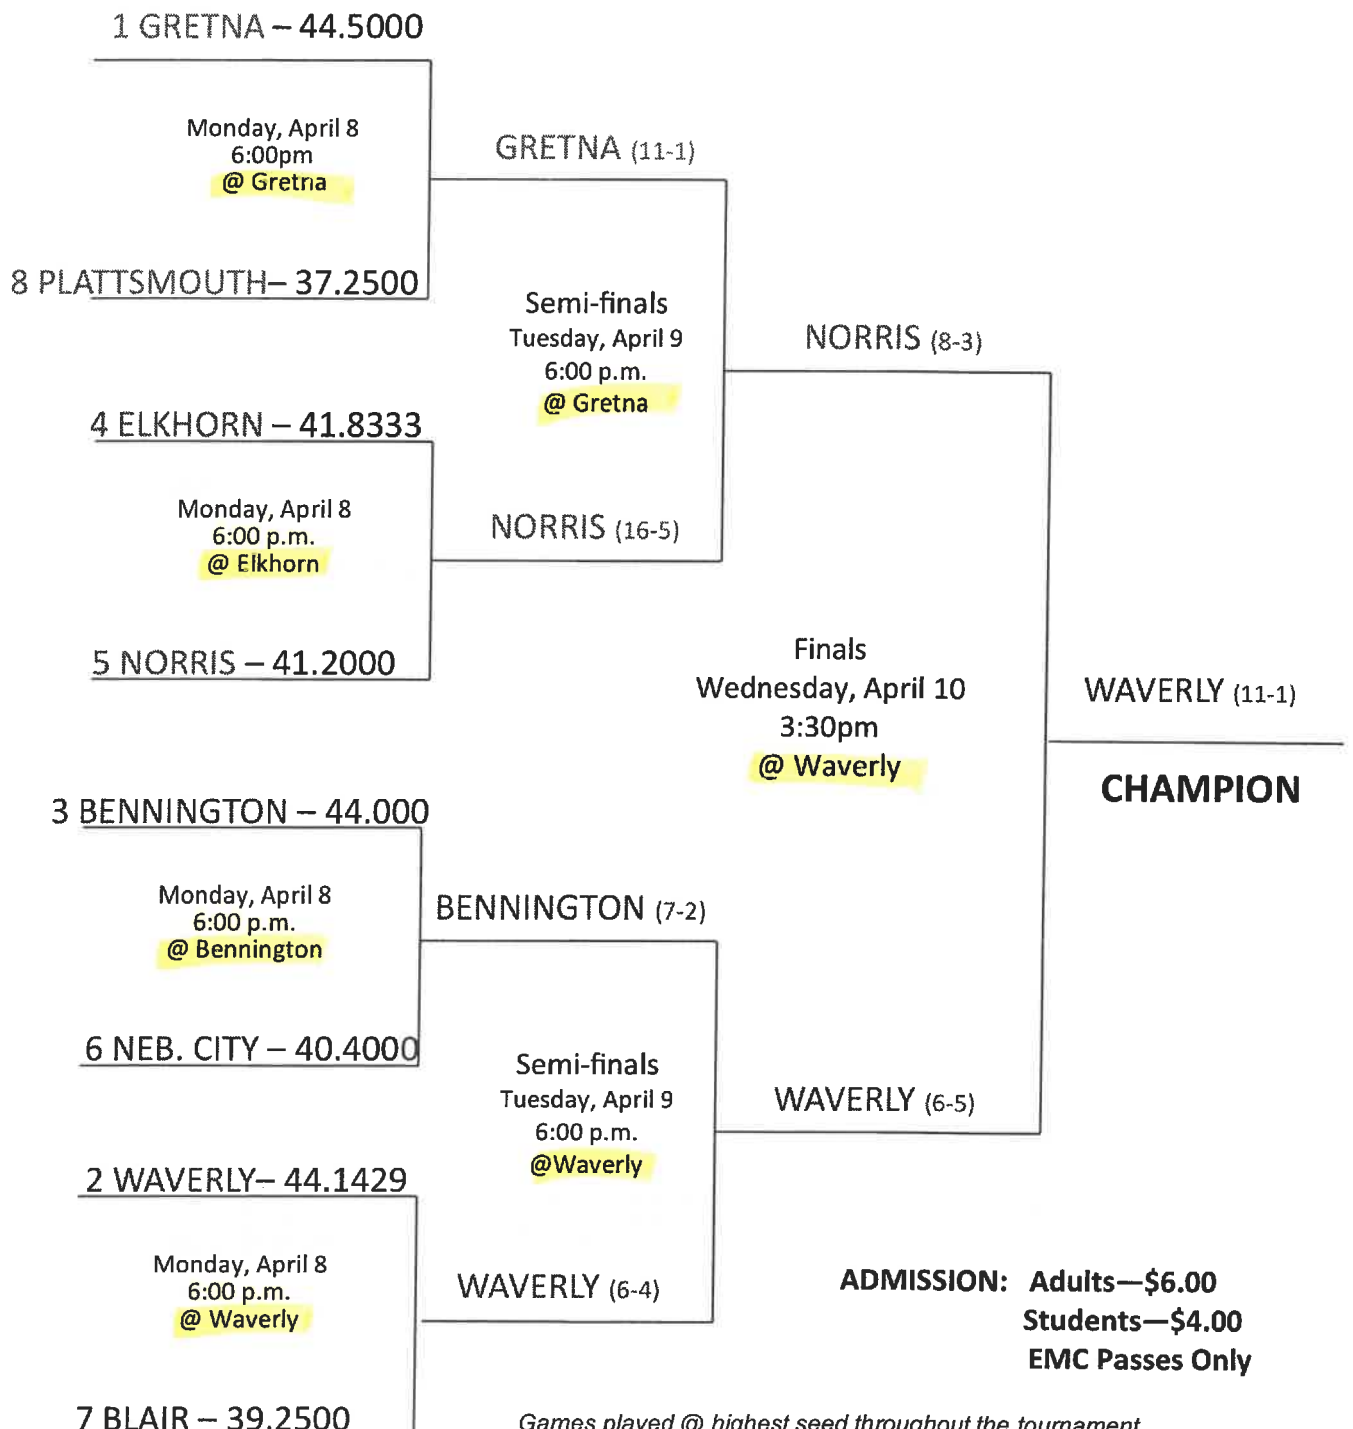 1 GRETNA – 44.5000
Monday, April 8
6:00pm
@ Gretna
8 PLATTSMOUTH– 37.2500
GRETNA (11-1)
Semi-finals
Tuesday, April 9
6:00 p.m.
@ Gretna
4 ELKHORN – 41.8333
Monday, April 8
6:00 p.m.
@ Elkhorn
5 NORRIS – 41.2000
NORRIS (16-5)
NORRIS (8-3)
Finals
Wednesday, April 10
3:30pm
@ Waverly
WAVERLY (11-1)
CHAMPION
3 BENNINGTON – 44.000
Monday, April 8
6:00 p.m.
@ Bennington
6 NEB. CITY – 40.4000
BENNINGTON (7-2)
Semi-finals
Tuesday, April 9
6:00 p.m.
@Waverly
WAVERLY (6-5)
2 WAVERLY– 44.1429
Monday, April 8
6:00 p.m.
@ Waverly
7 BLAIR – 39.2500
WAVERLY (6-4)
ADMISSION: Adults—$6.00
Students—$4.00
EMC Passes Only
Games played @ highest seed throughout the tournament